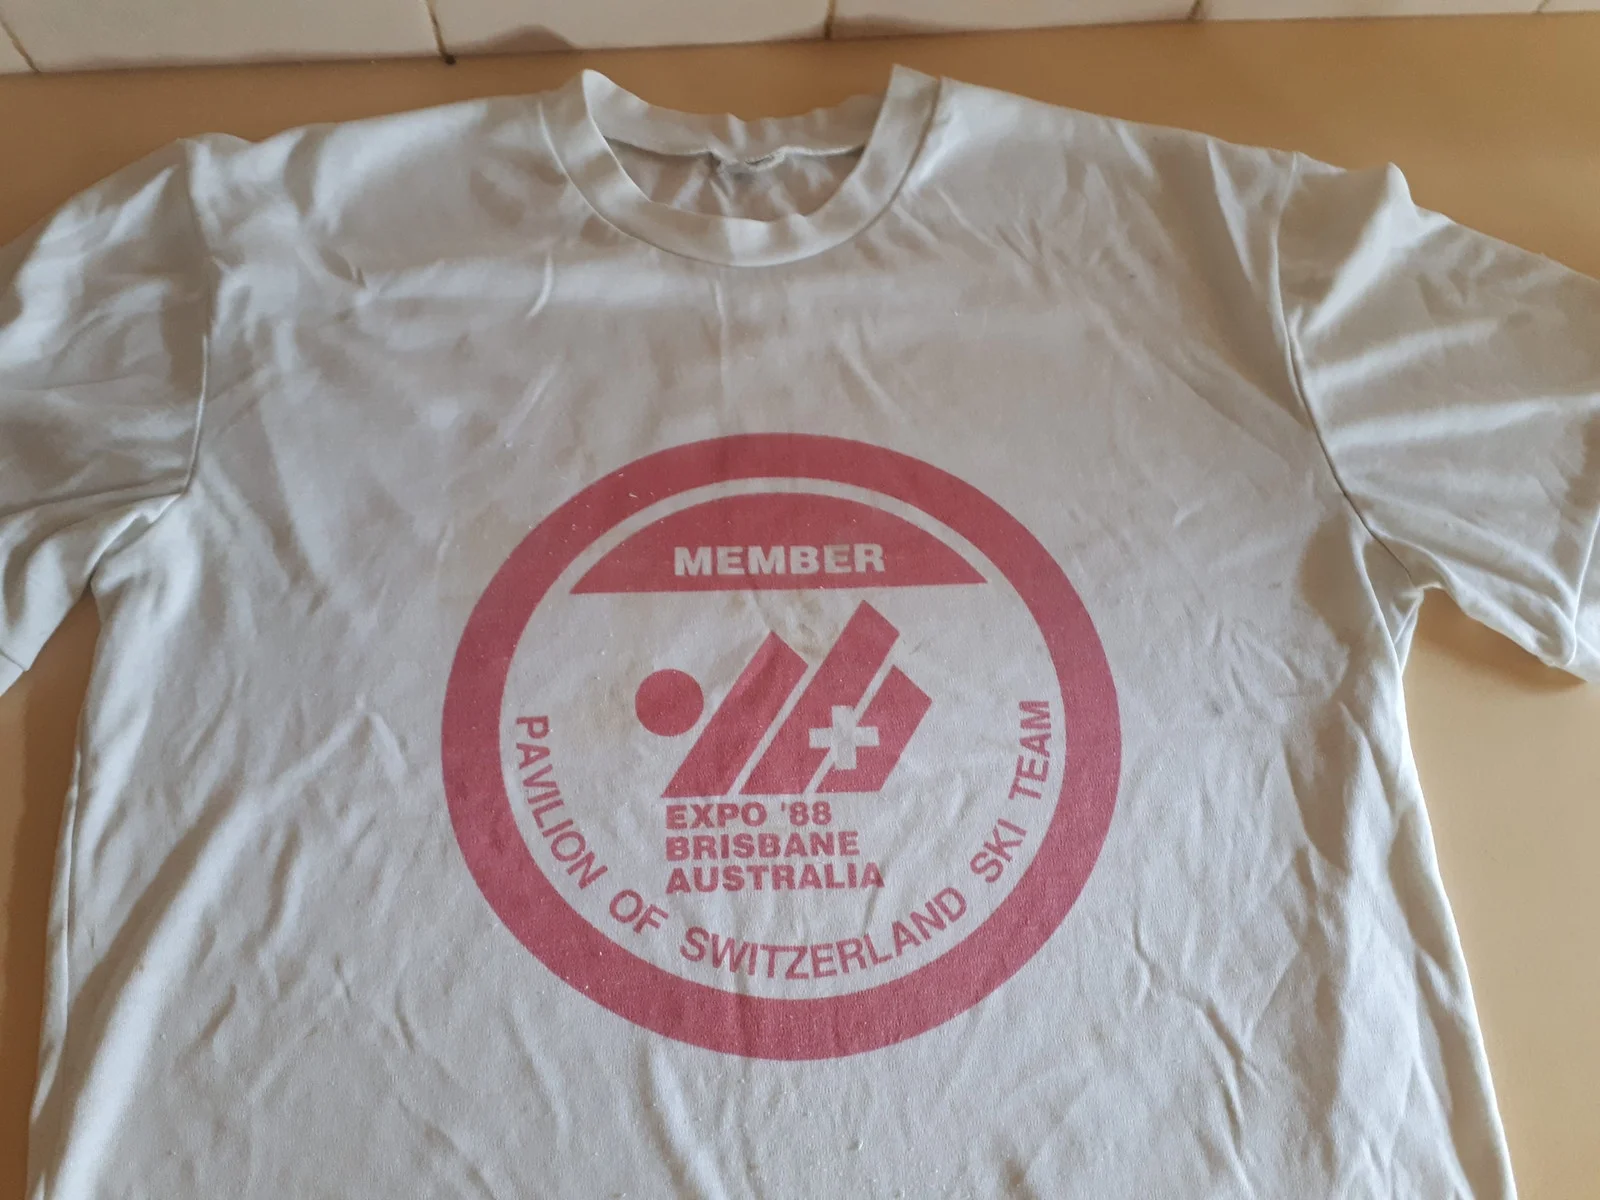 MEMBER
EXPO '88
BRISBANE
AUSTRALIA
PAVILION OF SWITZERLAND SKI TEAM